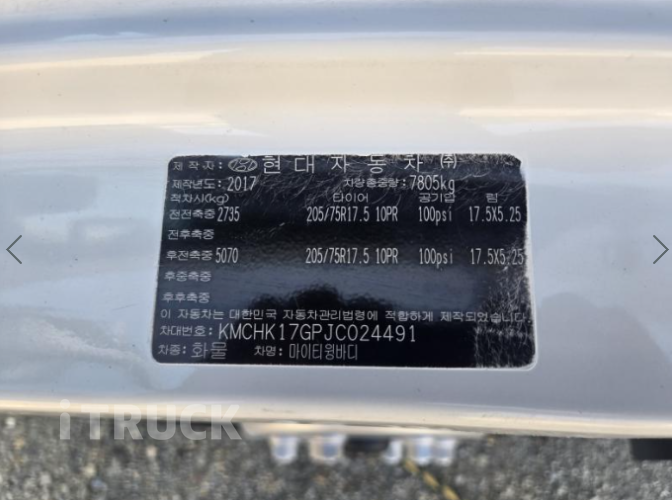 제작자: 현대자동차㈜
제작년도: 2017 차량총중량: 7805kg
적차시(kg) 타이어 공기압 림
전전축중 2735 205/75R17.5 10PR 100psi 17.5X5.25
전후축중
후전축중 5070 205/75R17.5 10PR 100psi 17.5X5.25
후중축중
후후축중
이 자동차는 대한민국 자동차관리법령에 적합하게 제작되었습니다
차대번호: KMCHK17GPJC024491
차종: 화물 차명: 마이티윙바디
iTRUCK